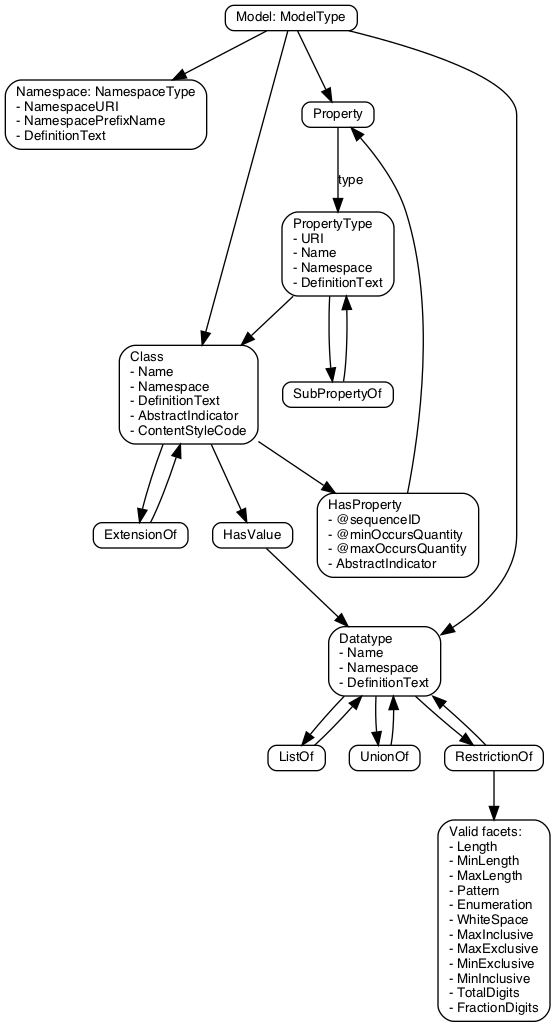 Model: ModelType
Namespace: NamespaceType
- NamespaceURI
- NamespacePrefixName
- DefinitionText
Property
type
PropertyType
- URI
- Name
- Namespace
- DefinitionText
Class
- Name
- Namespace
- DefinitionText
- AbstractIndicator
- ContentStyleCode
SubPropertyOf
ExtensionOf
HasValue
HasProperty
- @sequenceID
- @minOccursQuantity
- @maxOccursQuantity
- AbstractIndicator
Datatype
- Name
- Namespace
- DefinitionText
ListOf
UnionOf
RestrictionOf
Valid facets:
- Length
- MinLength
- MaxLength
- Pattern
- Enumeration
- WhiteSpace
- MaxInclusive
- MaxExclusive
- MinExclusive
- MinInclusive
- TotalDigits
- FractionDigits